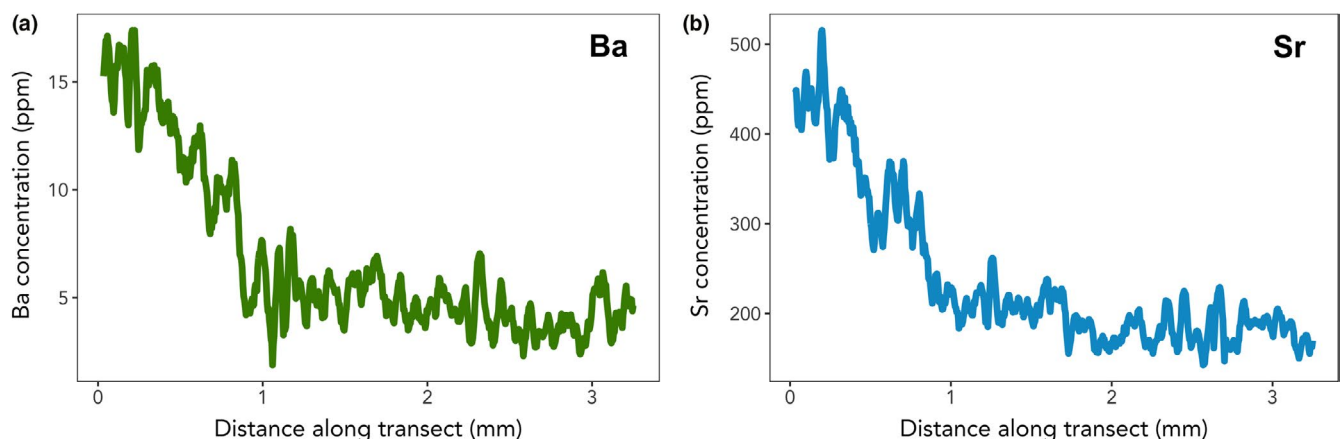 (a)
Ba
Ba concentration (ppm)
15
10
5
0 1 2 3
Distance along transect (mm)
(b)
Sr
Sr concentration (ppm)
500
400
300
200
0 1 2 3
Distance along transect (mm)